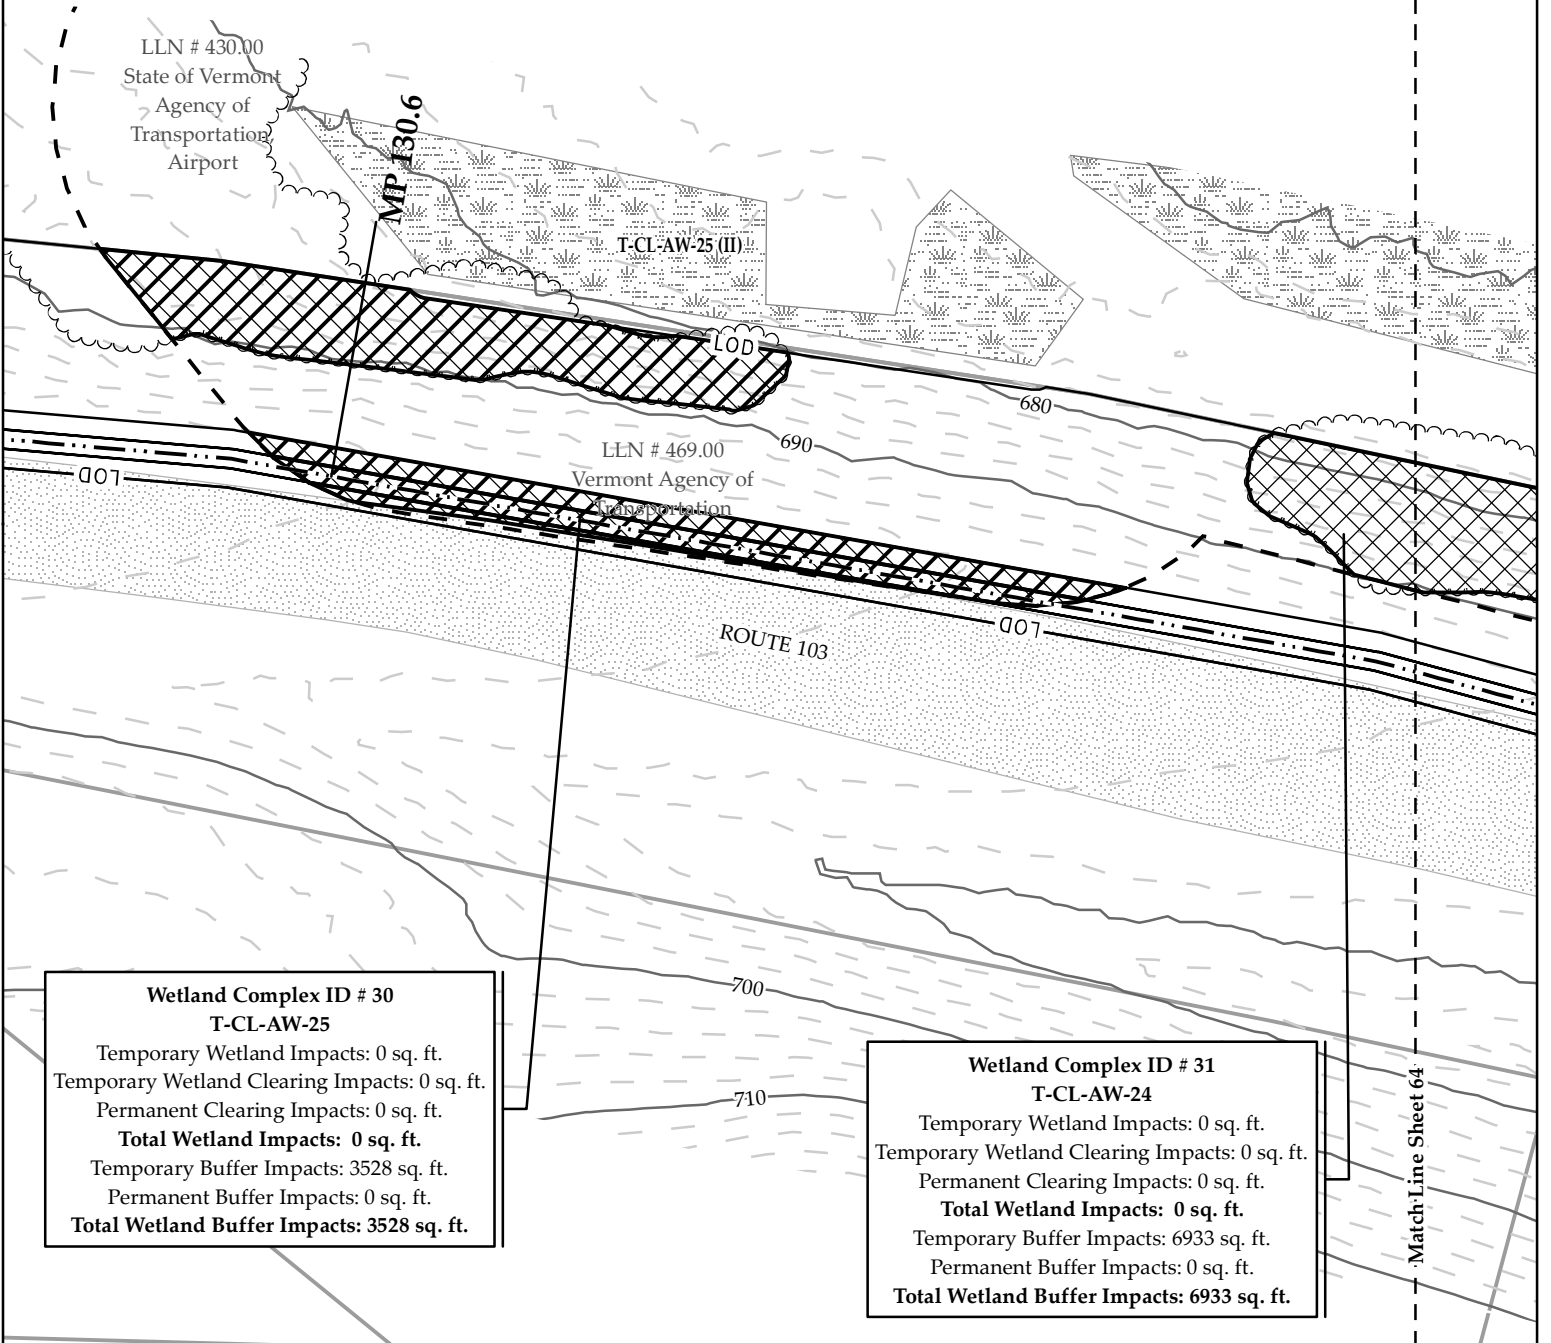 LLN # 430.00
State of Vermont
Agency of
Transportation,
Airport
MP 130.6
T-CL-AW-25 (II)
LOD
680
690
LLN # 469.00
Vermont Agency of
Transportation
LOD
LOD
ROUTE 103
700
710
Wetland Complex ID # 30
T-CL-AW-25
Temporary Wetland Impacts: 0 sq. ft.
Temporary Wetland Clearing Impacts: 0 sq. ft.
Permanent Clearing Impacts: 0 sq. ft.
Total Wetland Impacts: 0 sq. ft.
Temporary Buffer Impacts: 3528 sq. ft.
Permanent Buffer Impacts: 0 sq. ft.
Total Wetland Buffer Impacts: 3528 sq. ft.
Wetland Complex ID # 31
T-CL-AW-24
Temporary Wetland Impacts: 0 sq. ft.
Temporary Wetland Clearing Impacts: 0 sq. ft.
Permanent Clearing Impacts: 0 sq. ft.
Total Wetland Impacts: 0 sq. ft.
Temporary Buffer Impacts: 6933 sq. ft.
Permanent Buffer Impacts: 0 sq. ft.
Total Wetland Buffer Impacts: 6933 sq. ft.
Match Line Sheet 64